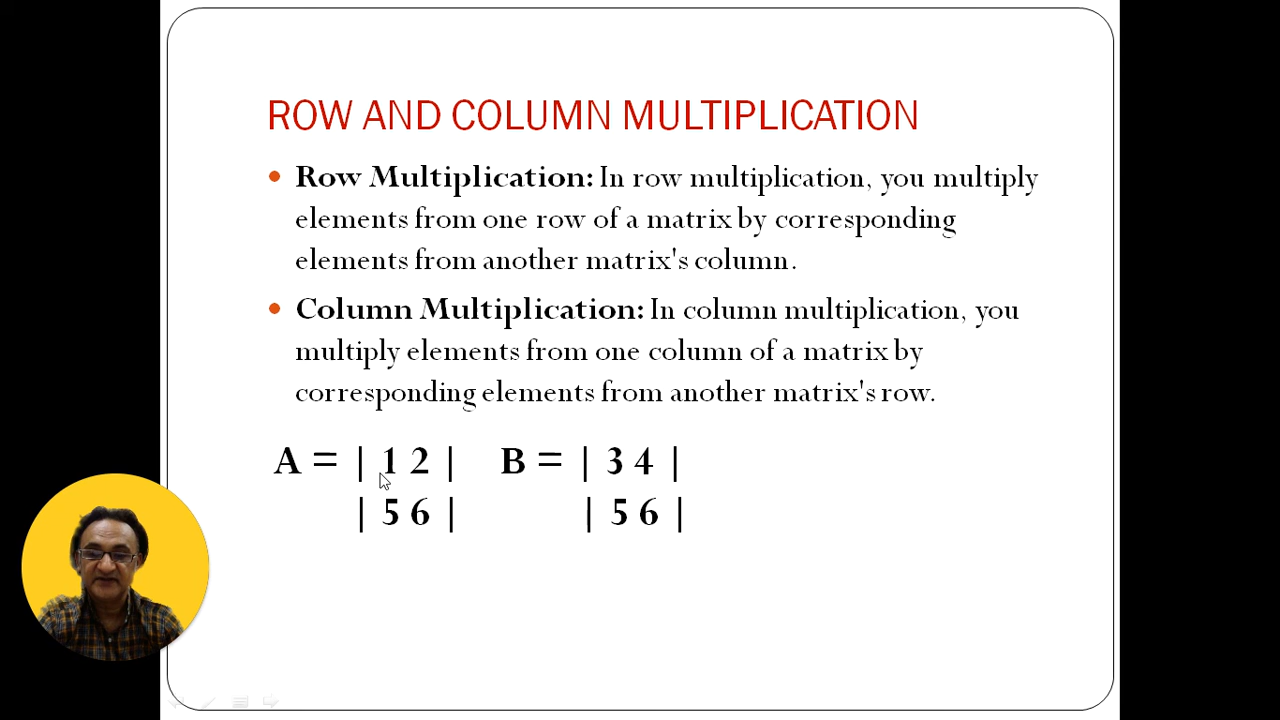 ROW AND COLUMN MULTIPLICATION
• Row Multiplication: In row multiplication, you multiply
elements from one row of a matrix by corresponding
elements from another matrix's column.
• Column Multiplication: In column multiplication, you
multiply elements from one column of a matrix by
corresponding elements from another matrix's row.
A = | 1 2 | B = | 3 4 |
| 5 6 | | 5 6 |